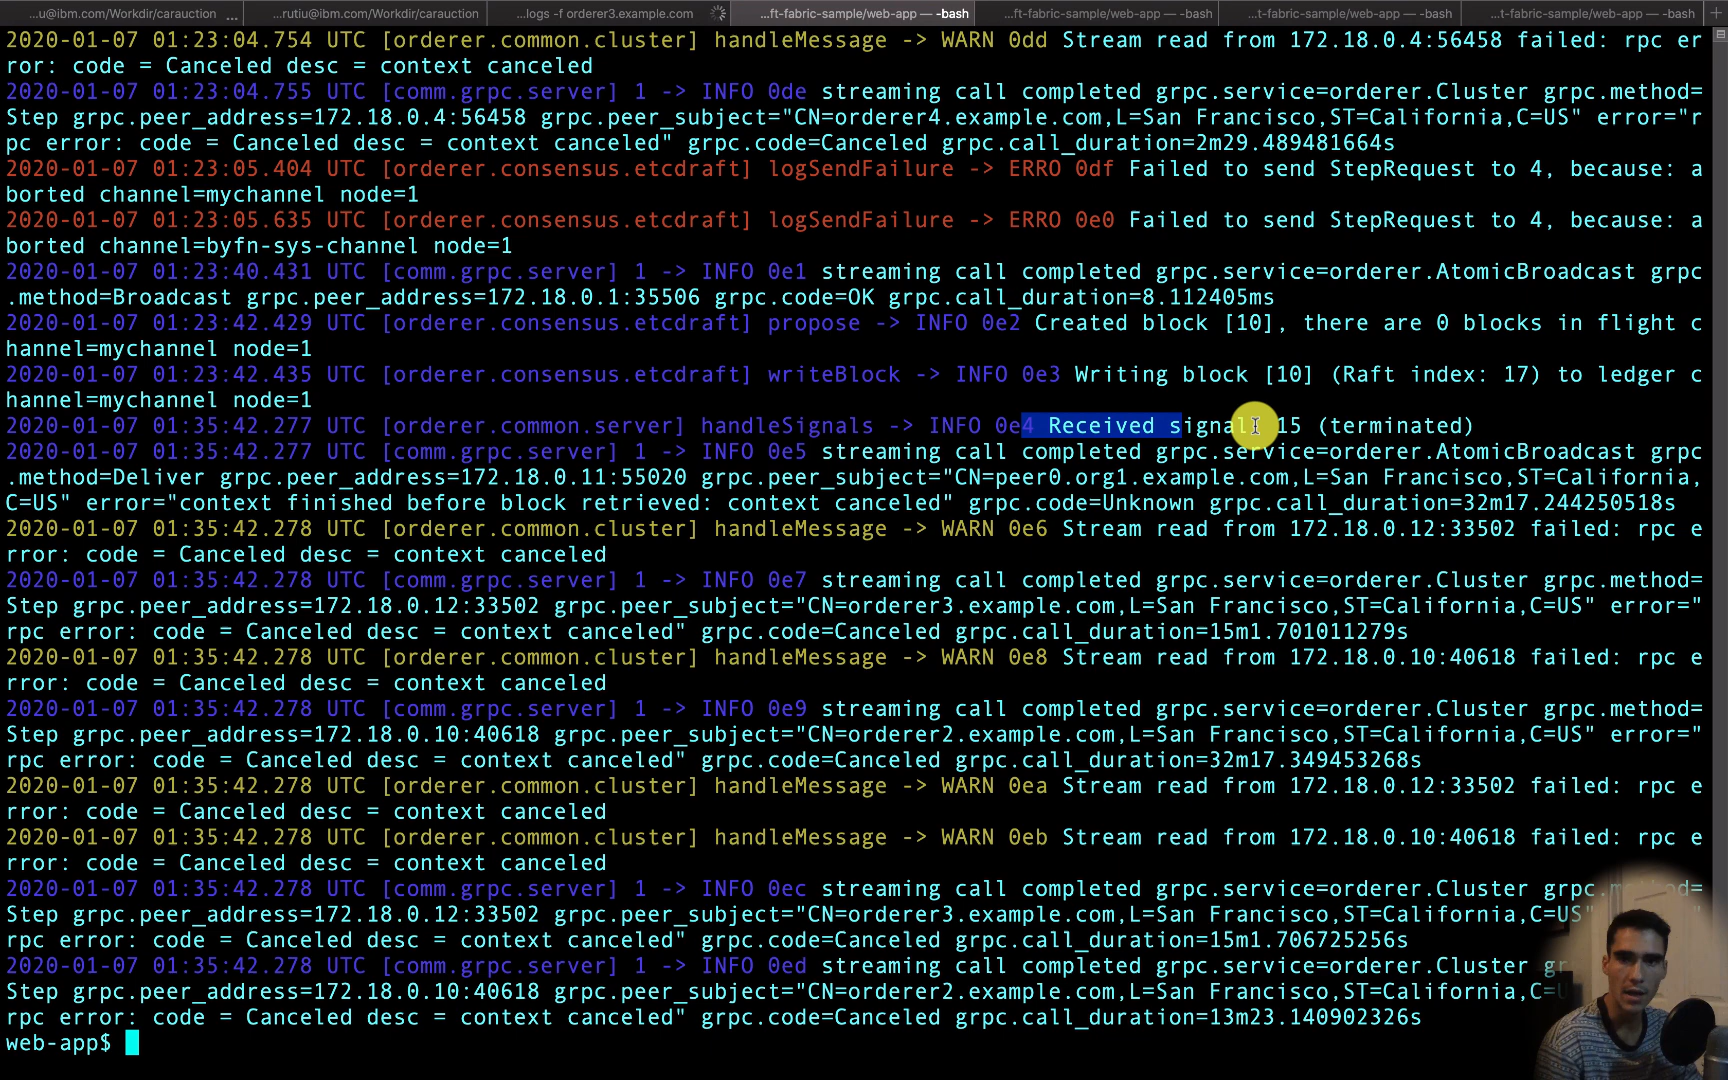 ...u@ibm.com/Workdir/carauction ... ...rutiu@ibm.com/Workdir/carauction ...logs -f orderer3.example.com ...ft-fabric-sample/web-app — -bash ...ft-fabric-sample/web-app — -bash ...t-fabric-sample/web-app — -bash ...t-fabric-sample/web-app — -bash +
2020-01-07 01:23:04.754 UTC [orderer.common.cluster] handleMessage -> WARN 0dd Stream read from 172.18.0.4:56458 failed: rpc er
ror: code = Canceled desc = context canceled
2020-01-07 01:23:04.755 UTC [comm.grpc.server] 1 -> INFO 0de streaming call completed grpc.service=orderer.Cluster grpc.method=
Step grpc.peer_address=172.18.0.4:56458 grpc.peer_subject="CN=orderer4.example.com,L=San Francisco,ST=California,C=US" error="r
pc error: code = Canceled desc = context canceled" grpc.code=Canceled grpc.call_duration=2m29.489481664s
2020-01-07 01:23:05.404 UTC [orderer.consensus.etcdraft] logSendFailure -> ERRO 0df Failed to send StepRequest to 4, because: a
borted channel=mychannel node=1
2020-01-07 01:23:05.635 UTC [orderer.consensus.etcdraft] logSendFailure -> ERRO 0e0 Failed to send StepRequest to 4, because: a
borted channel=byfn-sys-channel node=1
2020-01-07 01:23:40.431 UTC [comm.grpc.server] 1 -> INFO 0e1 streaming call completed grpc.service=orderer.AtomicBroadcast grpc
.method=Broadcast grpc.peer_address=172.18.0.1:35506 grpc.code=OK grpc.call_duration=8.112405ms
2020-01-07 01:23:42.429 UTC [orderer.consensus.etcdraft] propose -> INFO 0e2 Created block [10], there are 0 blocks in flight c
hannel=mychannel node=1
2020-01-07 01:23:42.435 UTC [orderer.consensus.etcdraft] writeBlock -> INFO 0e3 Writing block [10] (Raft index: 17) to ledger c
hannel=mychannel node=1
2020-01-07 01:35:42.277 UTC [orderer.common.server] handleSignals -> INFO 0e4 Received signal: 15 (terminated)
2020-01-07 01:35:42.277 UTC [comm.grpc.server] 1 -> INFO 0e5 streaming call completed grpc.service=orderer.AtomicBroadcast grpc
.method=Deliver grpc.peer_address=172.18.0.11:55020 grpc.peer_subject="CN=peer0.org1.example.com,L=San Francisco,ST=California,
C=US" error="context finished before block retrieved: context canceled" grpc.code=Unknown grpc.call_duration=32m17.244250518s
2020-01-07 01:35:42.278 UTC [orderer.common.cluster] handleMessage -> WARN 0e6 Stream read from 172.18.0.12:33502 failed: rpc e
rror: code = Canceled desc = context canceled
2020-01-07 01:35:42.278 UTC [comm.grpc.server] 1 -> INFO 0e7 streaming call completed grpc.service=orderer.Cluster grpc.method=
Step grpc.peer_address=172.18.0.12:33502 grpc.peer_subject="CN=orderer3.example.com,L=San Francisco,ST=California,C=US" error="
rpc error: code = Canceled desc = context canceled" grpc.code=Canceled grpc.call_duration=15m1.701011279s
2020-01-07 01:35:42.278 UTC [orderer.common.cluster] handleMessage -> WARN 0e8 Stream read from 172.18.0.10:40618 failed: rpc e
rror: code = Canceled desc = context canceled
2020-01-07 01:35:42.278 UTC [comm.grpc.server] 1 -> INFO 0e9 streaming call completed grpc.service=orderer.Cluster grpc.method=
Step grpc.peer_address=172.18.0.10:40618 grpc.peer_subject="CN=orderer2.example.com,L=San Francisco,ST=California,C=US" error="
rpc error: code = Canceled desc = context canceled" grpc.code=Canceled grpc.call_duration=32m17.349453268s
2020-01-07 01:35:42.278 UTC [orderer.common.cluster] handleMessage -> WARN 0ea Stream read from 172.18.0.12:33502 failed: rpc e
rror: code = Canceled desc = context canceled
2020-01-07 01:35:42.278 UTC [orderer.common.cluster] handleMessage -> WARN 0eb Stream read from 172.18.0.10:40618 failed: rpc e
rror: code = Canceled desc = context canceled
2020-01-07 01:35:42.278 UTC [comm.grpc.server] 1 -> INFO 0ec streaming call completed grpc.service=orderer.Cluster grpc.method=
Step grpc.peer_address=172.18.0.12:33502 grpc.peer_subject="CN=orderer3.example.com,L=San Francisco,ST=California,C=US"
rpc error: code = Canceled desc = context canceled" grpc.code=Canceled grpc.call_duration=15m1.706725256s
2020-01-07 01:35:42.278 UTC [comm.grpc.server] 1 -> INFO 0ed streaming call completed grpc.service=orderer.Cluster
Step grpc.peer_address=172.18.0.10:40618 grpc.peer_subject="CN=orderer2.example.com,L=San Francisco,ST=California,
rpc error: code = Canceled desc = context canceled" grpc.code=Canceled grpc.call_duration=13m23.140902326s
web-app$